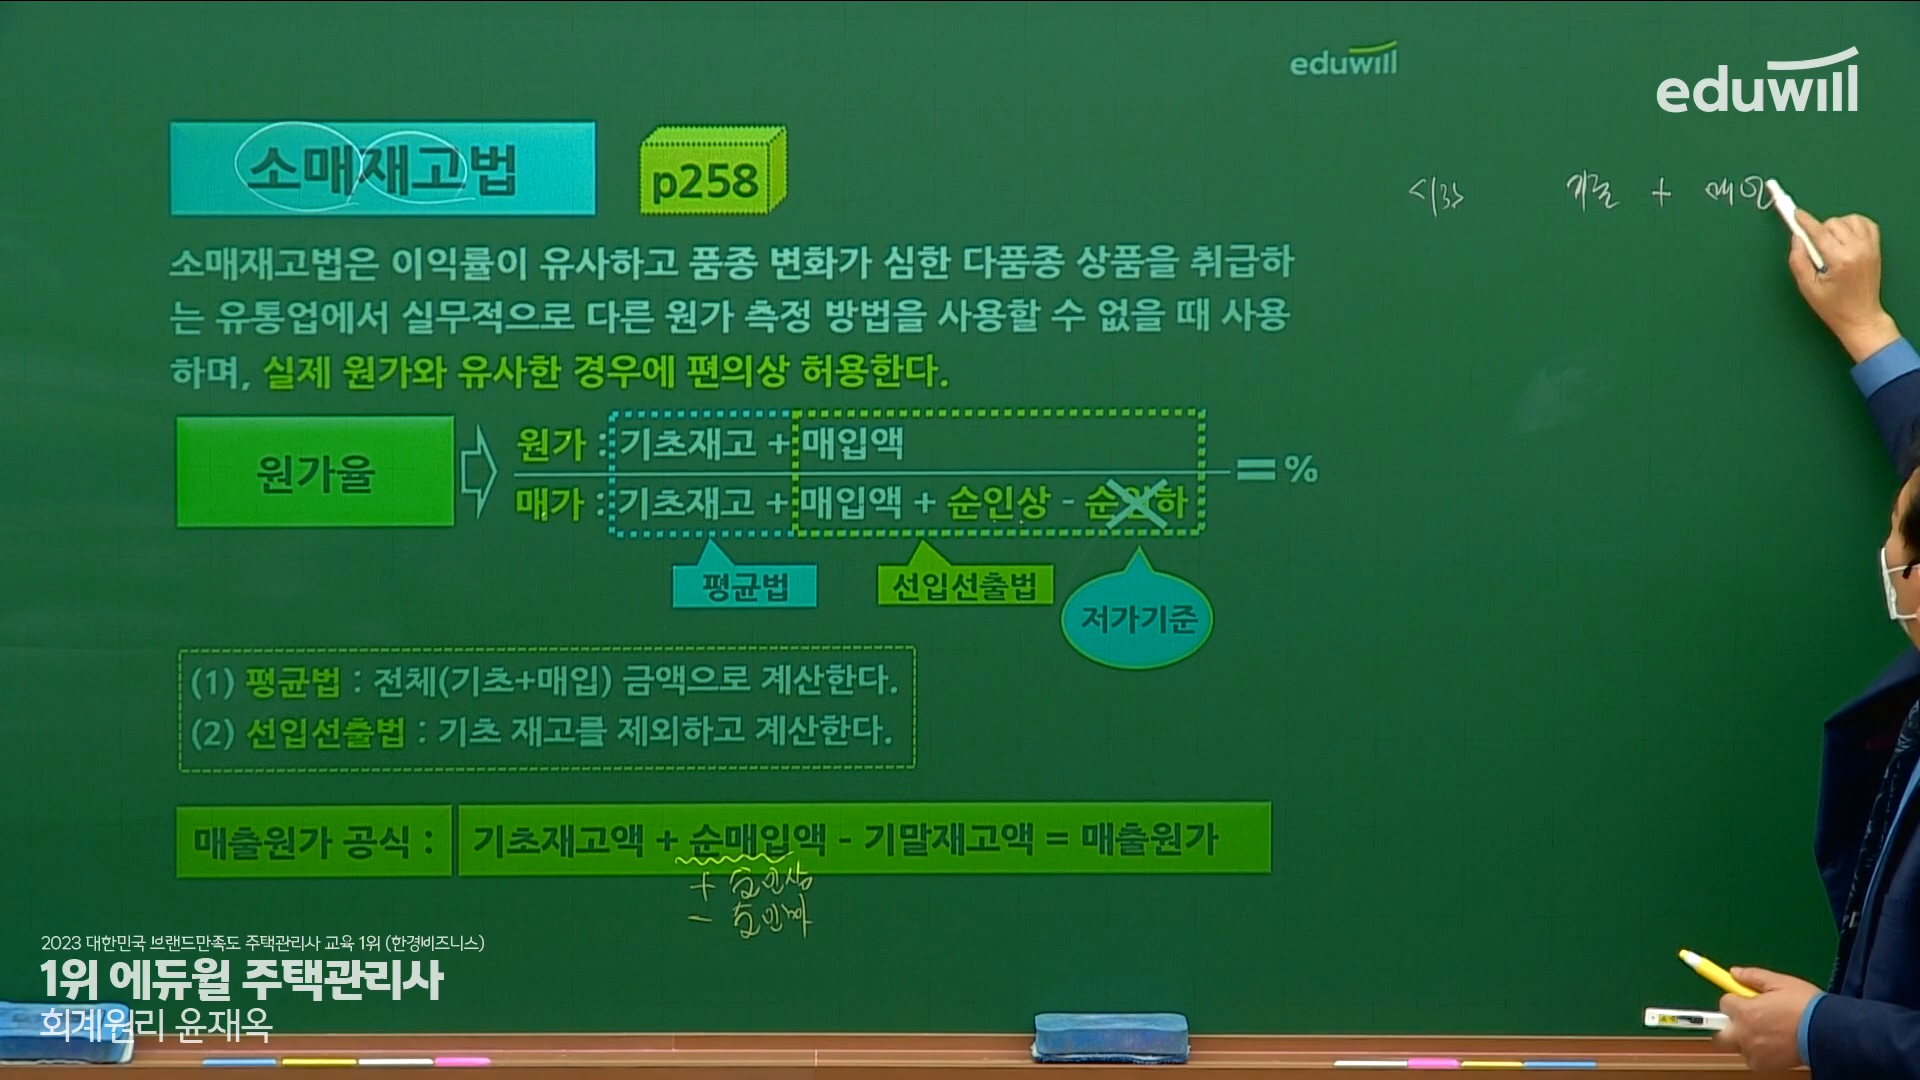 eduwill
eduwill
소매재고법
p258
기초 + 매입
소매재고법은 이익률이 유사하고 품종 변화가 심한 다품종 상품을 취급하
는 유통업에서 실무적으로 다른 원가 측정 방법을 사용할 수 없을 때 사용
하며, 실제 원가와 유사한 경우에 편의상 허용한다.
원가율
원가 : 기초재고 + 매입액
매가 : 기초재고 + 매입액 + 순인상 - 순인하
= %
평균법
선입선출법
저가기준
(1) 평균법 : 전체(기초+매입) 금액으로 계산한다.
(2) 선입선출법 : 기초 재고를 제외하고 계산한다.
매출원가 공식 : 기초재고액 + 순매입액 - 기말재고액 = 매출원가
+ 순인상
- 순인하
2023 대한민국 브랜드만족도 주택관리사 교육 1위 (한경비즈니스)
1위 에듀윌 주택관리사
회계원리 윤재옥